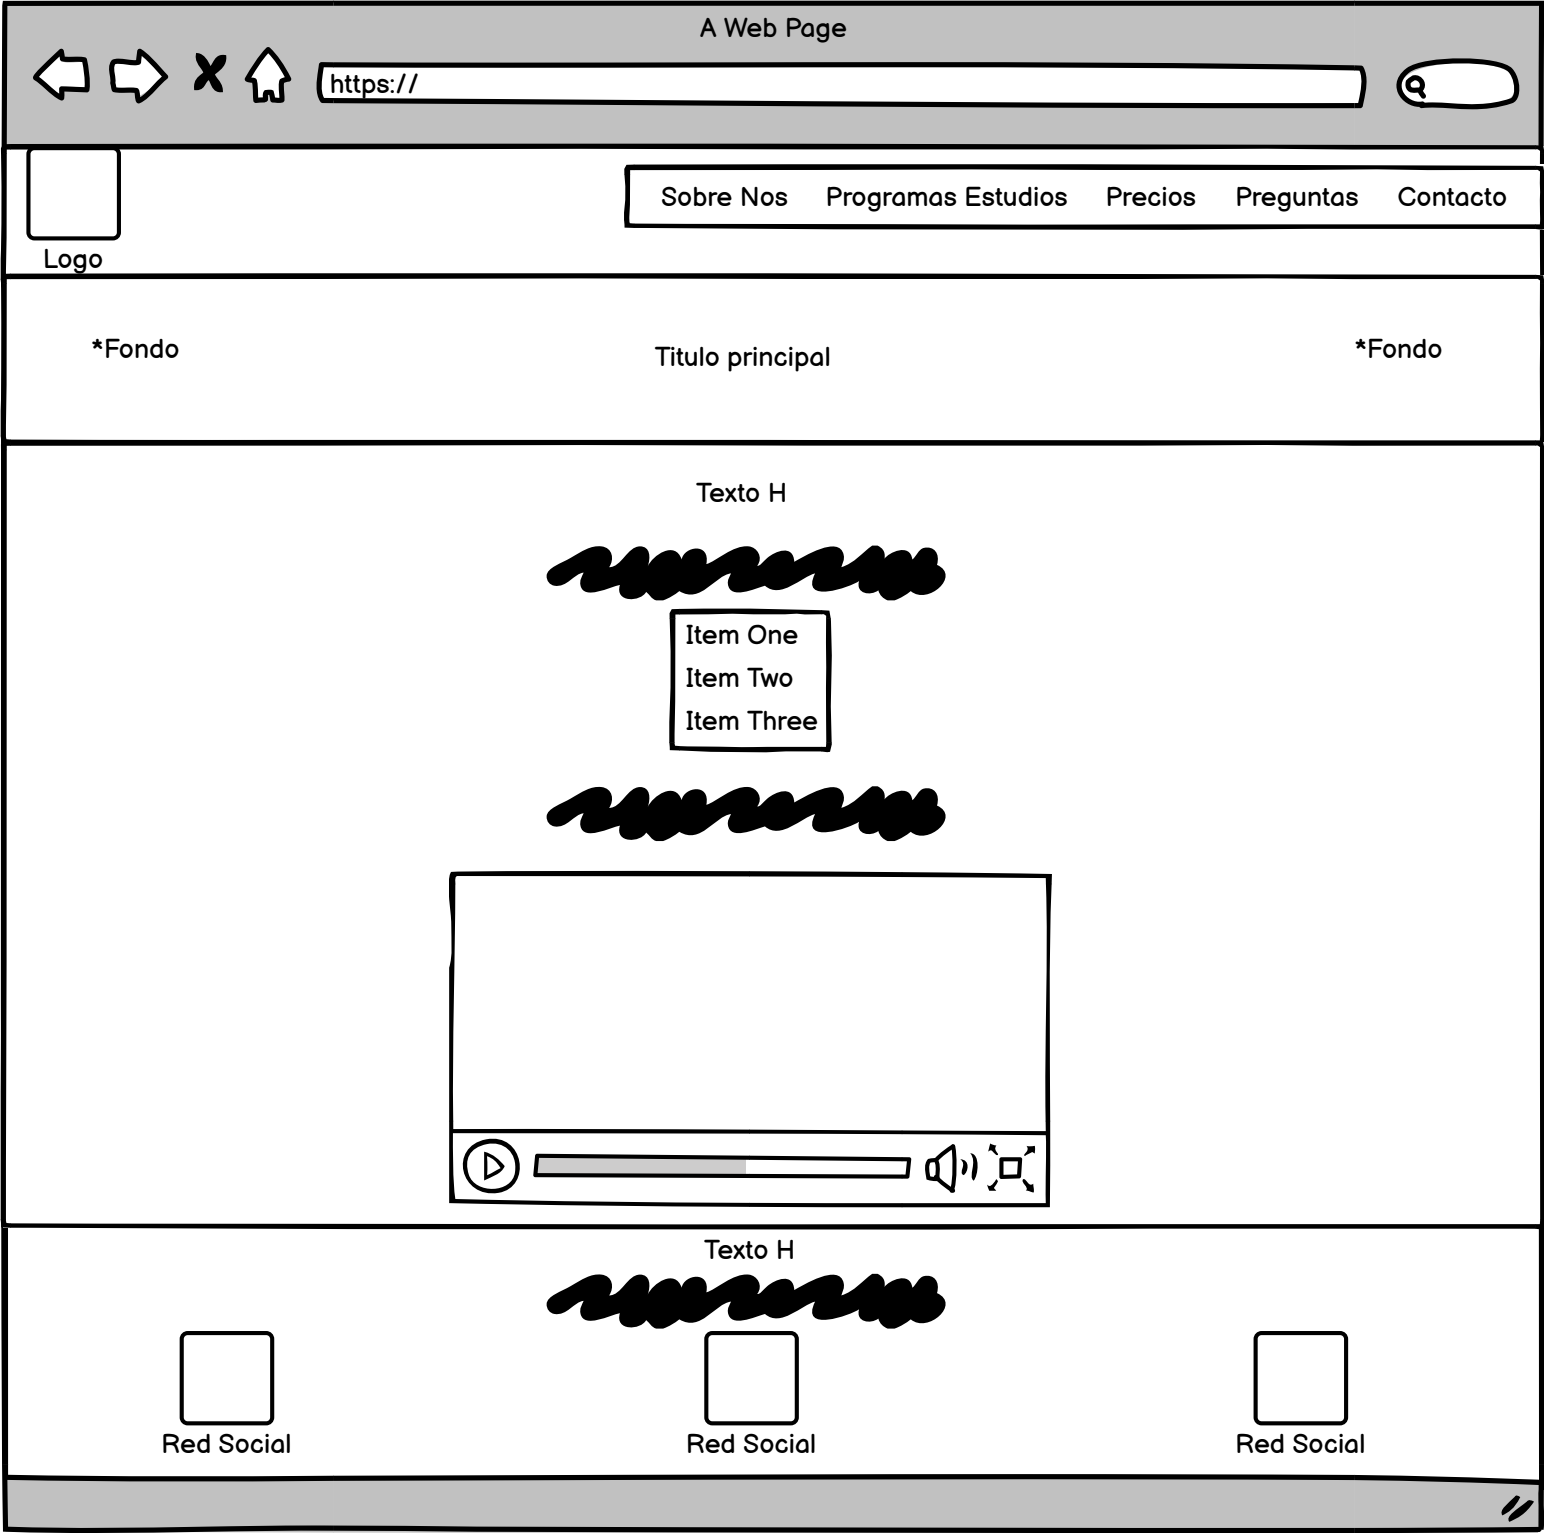 A Web Page
https://
Sobre Nos Programas Estudios Precios Preguntas Contacto
Logo
*Fondo Titulo principal *Fondo
Texto H
Item One
Item Two
Item Three
Texto H
Red Social Red Social Red Social